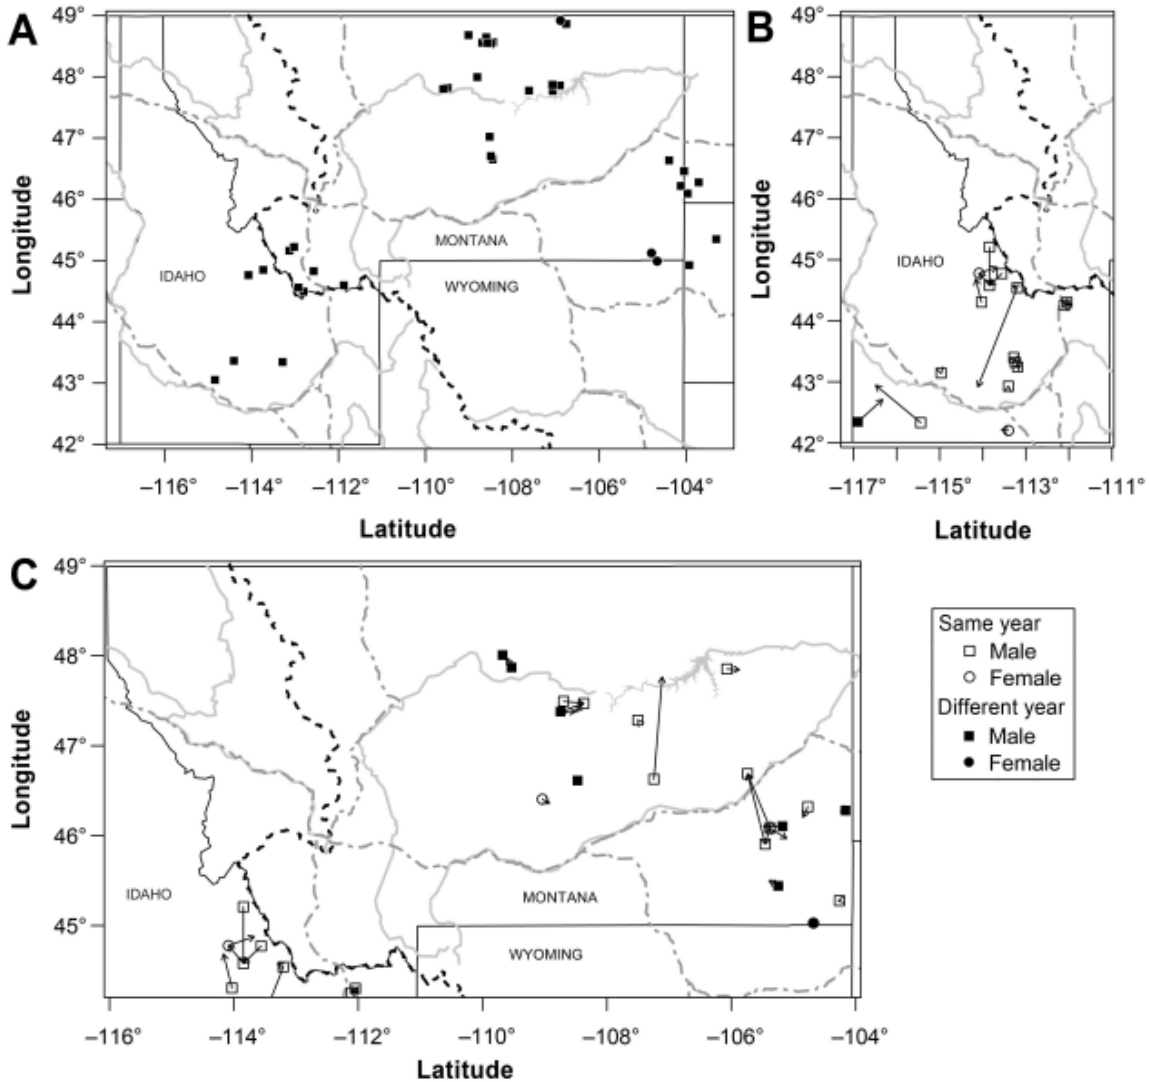 A
49°
48°
47°
46°
45°
44°
43°
42°
Longitude
IDAHO
MONTANA
WYOMING
–116° –114° –112° –110° –108° –106° –104°
Latitude
B
49°
48°
47°
46°
45°
44°
43°
42°
Longitude
IDAHO
–117° –115° –113° –111°
Latitude
C
49°
48°
47°
46°
45°
Longitude
IDAHO
MONTANA
WYOMING
–116° –114° –112° –110° –108° –106° –104°
Latitude
Same year
Male
Female
Different year
Male
Female